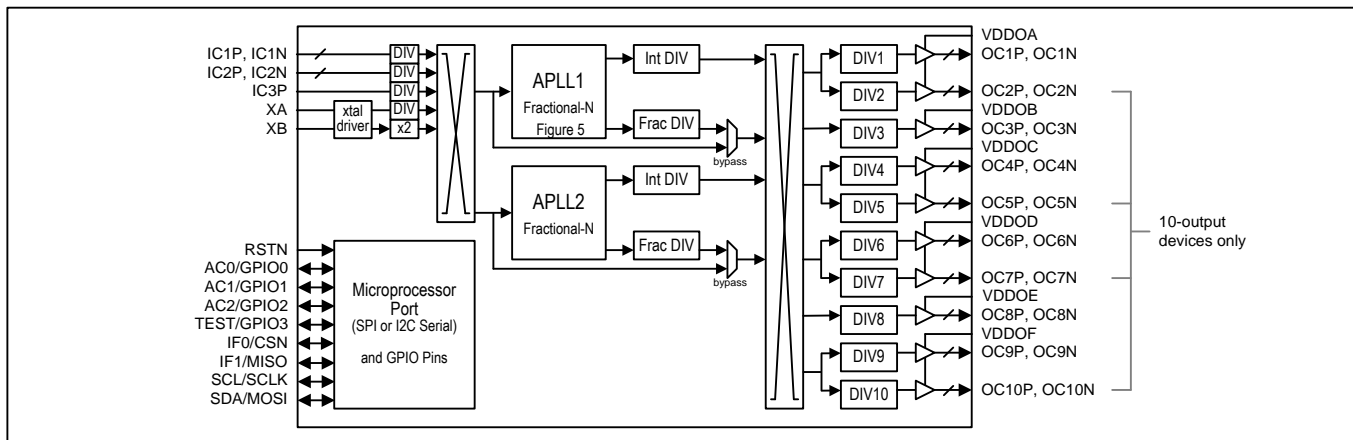 IC1P, IC1N
IC2P, IC2N
IC3P
XA
XB
xtal
driver
DIV
DIV
DIV
DIV
x2
APLL1
Fractional-N
Figure 5
Int DIV
Frac DIV
bypass
APLL2
Fractional-N
Int DIV
Frac DIV
bypass
DIV1
DIV2
DIV3
DIV4
DIV5
DIV6
DIV7
DIV8
DIV9
DIV10
VDDOA
OC1P, OC1N
OC2P, OC2N
VDDOB
OC3P, OC3N
VDDOC
OC4P, OC4N
OC5P, OC5N
VDDOD
OC6P, OC6N
OC7P, OC7N
VDDOE
OC8P, OC8N
VDDOF
OC9P, OC9N
OC10P, OC10N
10-output
devices only
RSTN
AC0/GPIO0
AC1/GPIO1
AC2/GPIO2
TEST/GPIO3
IF0/CSN
IF1/MISO
SCL/SCLK
SDA/MOSI
Microprocessor
Port
(SPI or I2C Serial)
and GPIO Pins